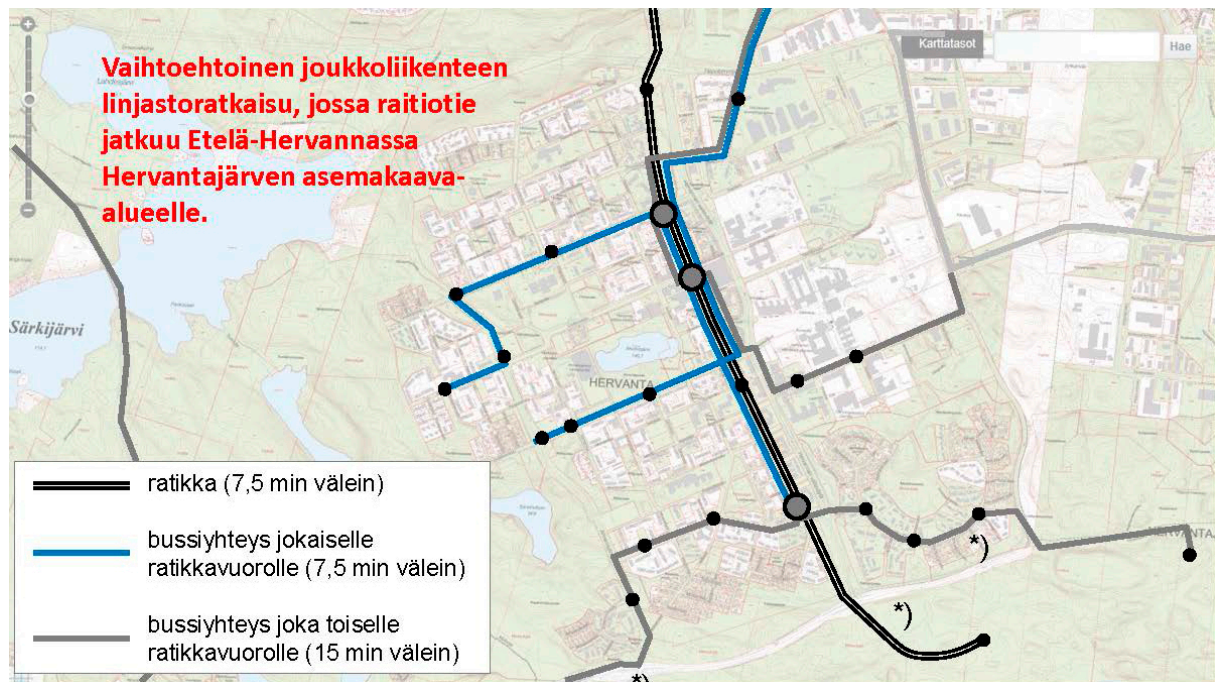 Karttatasot
Hae
Vaihtoehtoinen joukkoliikenteen
linjastoratkaisu, jossa raitiotie
jatkuu Etelä-Hervannassa
Hervantajärven asemakaava-
alueelle.
Särkijärvi
HERVANTA
*)
*)
*)
ratikka (7,5 min välein)
bussiyhteys jokaiselle
ratikkavuorolle (7,5 min välein)
bussiyhteys joka toiselle
ratikkavuorolle (15 min välein)